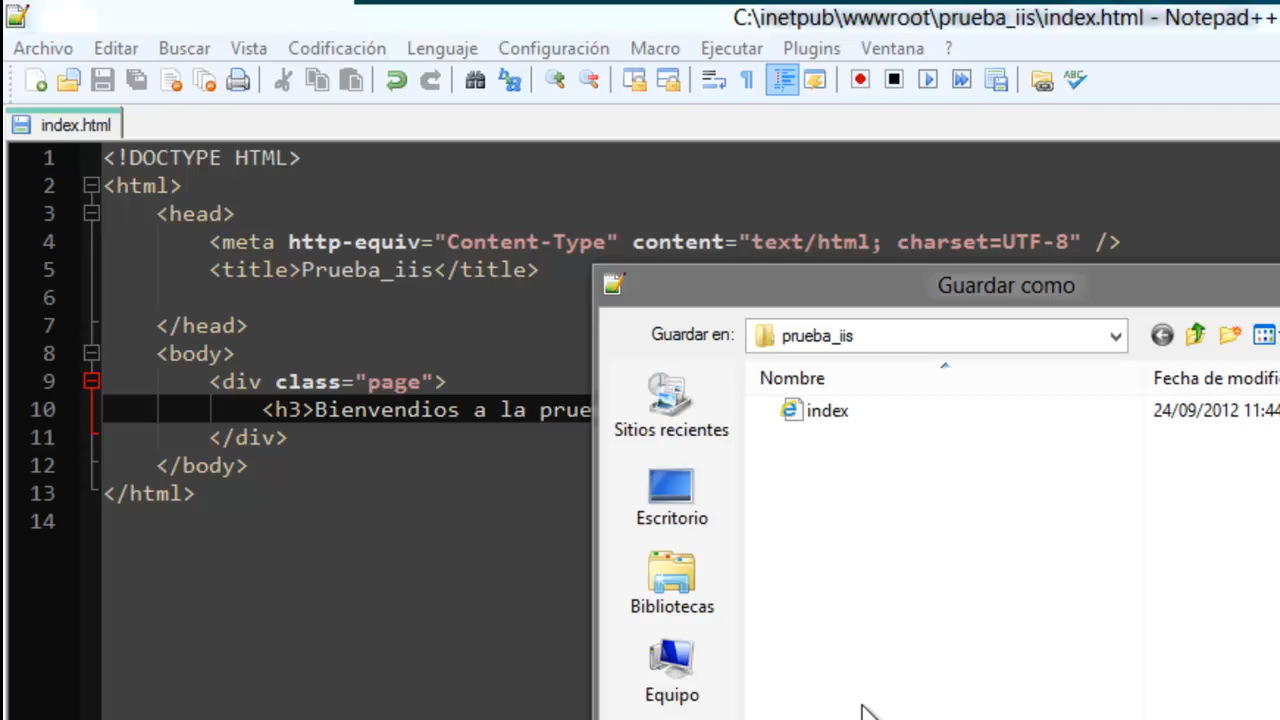 C:\inetpub\wwwroot\prueba_iis\index.html - Notepad++
Archivo Editar Buscar Vista Codificación Lenguaje Configuración Macro Ejecutar Plugins Ventana ?
index.html
1 <!DOCTYPE HTML>
2 <html>
3 <head>
4 <meta http-equiv="Content-Type" content="text/html; charset=UTF-8" />
5 <title>Prueba_iis</title>
6
7 </head>
8 <body>
9 <div class="page">
10 <h3>Bienvendios a la prue
11 </div>
12 </body>
13 </html>
14
Guardar como
Guardar en: prueba_iis
Nombre Fecha de modifi
index 24/09/2012 11:44
Sitios recientes
Escritorio
Bibliotecas
Equipo